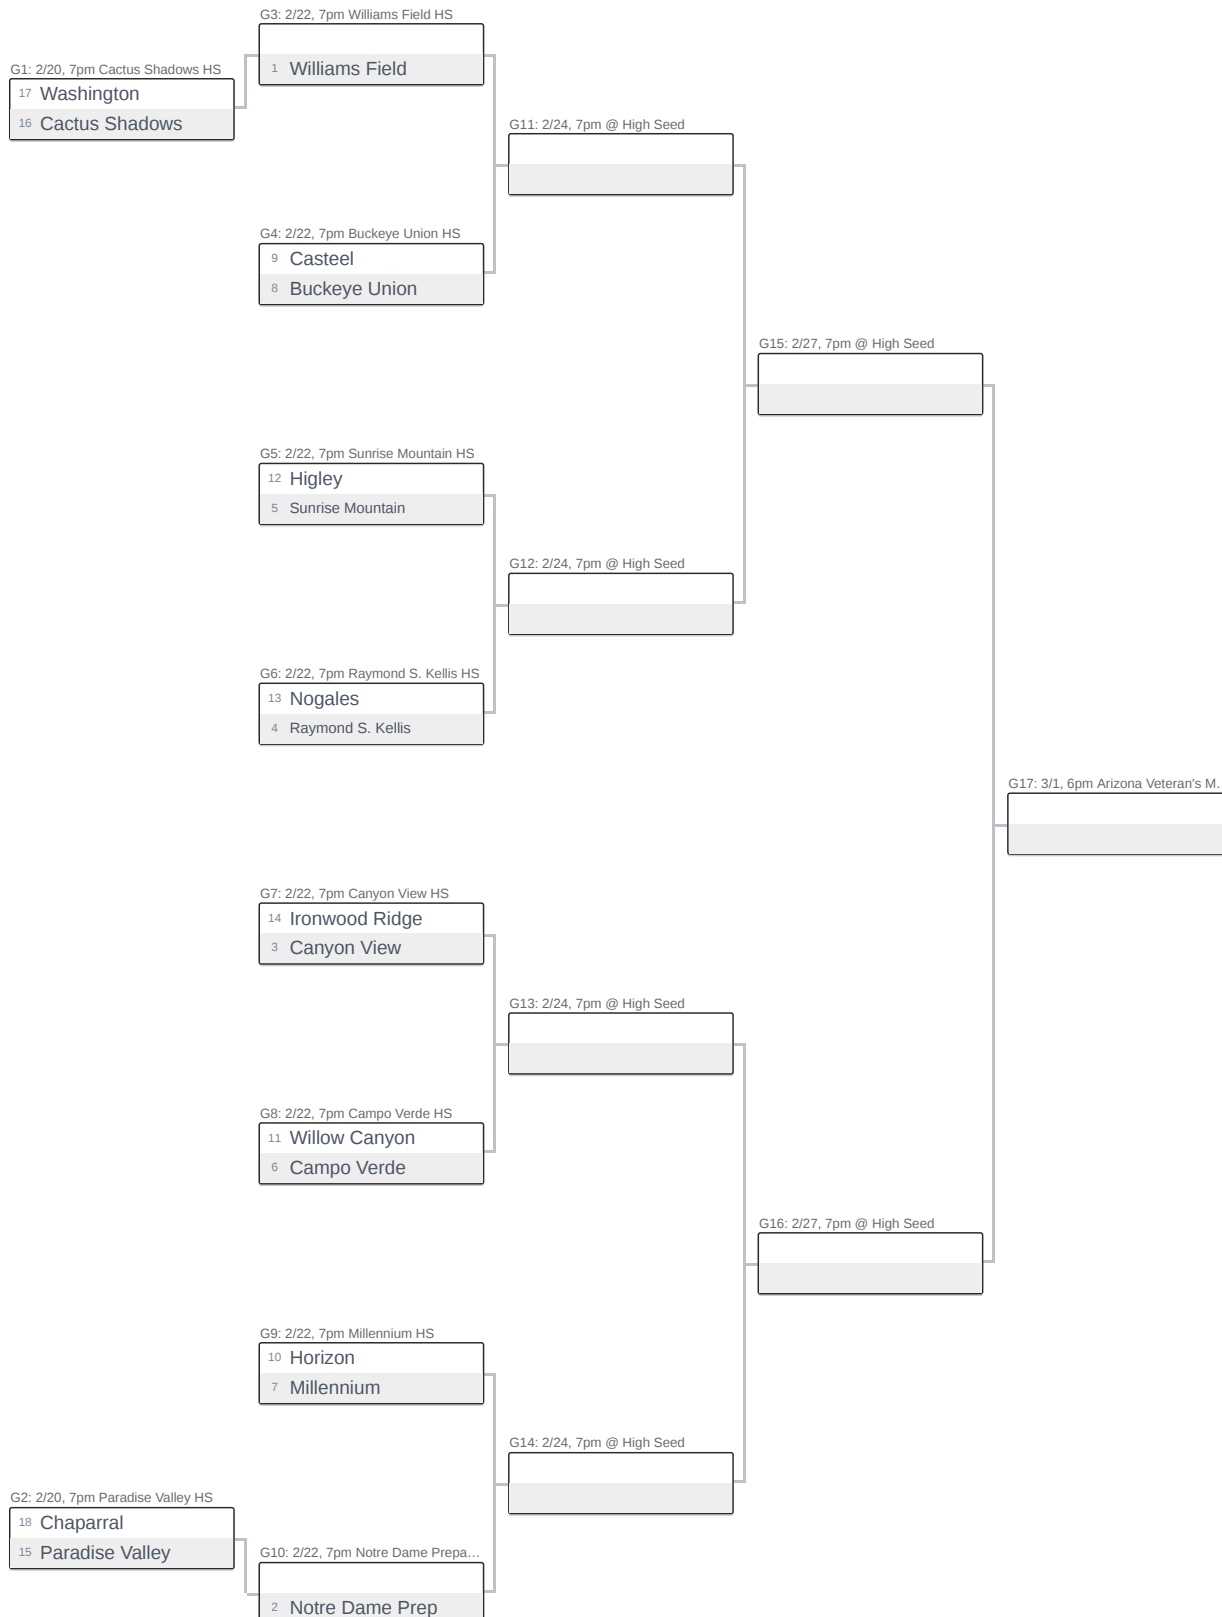 G3: 2/22, 7pm Williams Field HS
1 Williams Field
G1: 2/20, 7pm Cactus Shadows HS
17 Washington
16 Cactus Shadows
G11: 2/24, 7pm @ High Seed
G4: 2/22, 7pm Buckeye Union HS
9 Casteel
8 Buckeye Union
G15: 2/27, 7pm @ High Seed
G5: 2/22, 7pm Sunrise Mountain HS
12 Higley
5 Sunrise Mountain
G12: 2/24, 7pm @ High Seed
G6: 2/22, 7pm Raymond S. Kellis HS
13 Nogales
4 Raymond S. Kellis
G17: 3/1, 6pm Arizona Veteran's M.
G7: 2/22, 7pm Canyon View HS
14 Ironwood Ridge
3 Canyon View
G13: 2/24, 7pm @ High Seed
G8: 2/22, 7pm Campo Verde HS
11 Willow Canyon
6 Campo Verde
G16: 2/27, 7pm @ High Seed
G9: 2/22, 7pm Millennium HS
10 Horizon
7 Millennium
G14: 2/24, 7pm @ High Seed
G2: 2/20, 7pm Paradise Valley HS
18 Chaparral
15 Paradise Valley
G10: 2/22, 7pm Notre Dame Prepa…
2 Notre Dame Prep